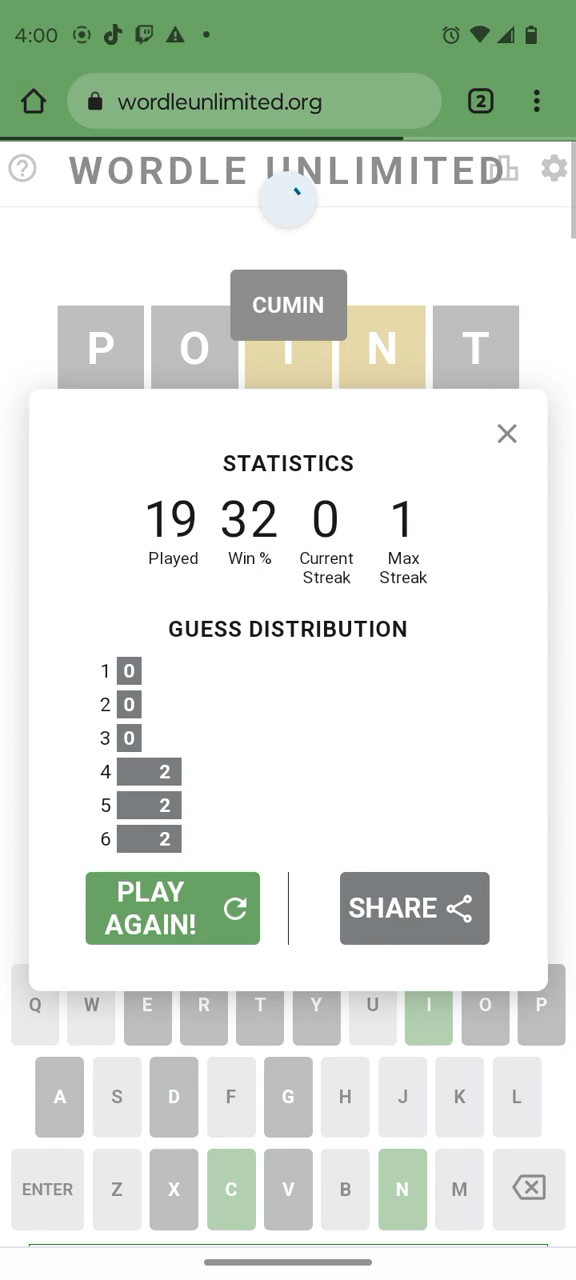 4:00
wordleunlimited.org
2
WORDLE UNLIMITED
CUMIN
P O I N T
STATISTICS
19 32 0 1
Played Win % Current Streak Max Streak
GUESS DISTRIBUTION
1 0
2 0
3 0
4 2
5 2
6 2
PLAY
AGAIN!
SHARE
Q W E R T Y U I O P
A S D F G H J K L
ENTER Z X C V B N M